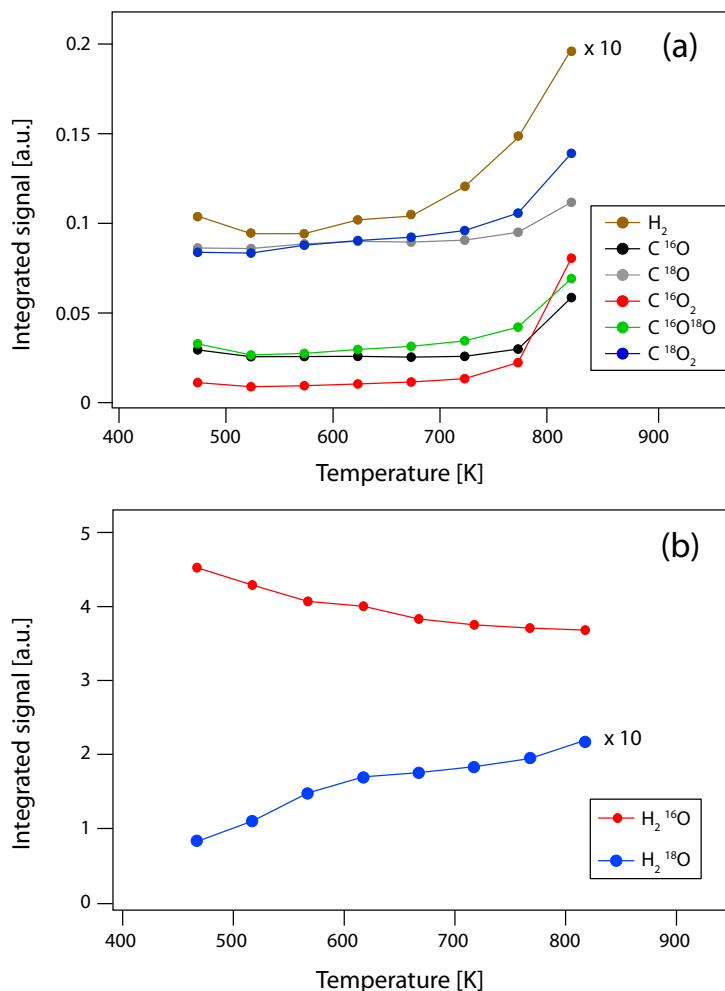 (a)
x 10
0.2
0.15
0.1
0.05
0
Integrated signal [a.u.]
H₂
C ¹⁶O
C ¹⁸O
C ¹⁶O₂
C ¹⁶O¹⁸O
C ¹⁸O₂
400 500 600 700 800 900
Temperature [K]
(b)
5
4
3
2
1
0
Integrated signal [a.u.]
x 10
H₂ ¹⁶O
H₂ ¹⁸O
400 500 600 700 800 900
Temperature [K]